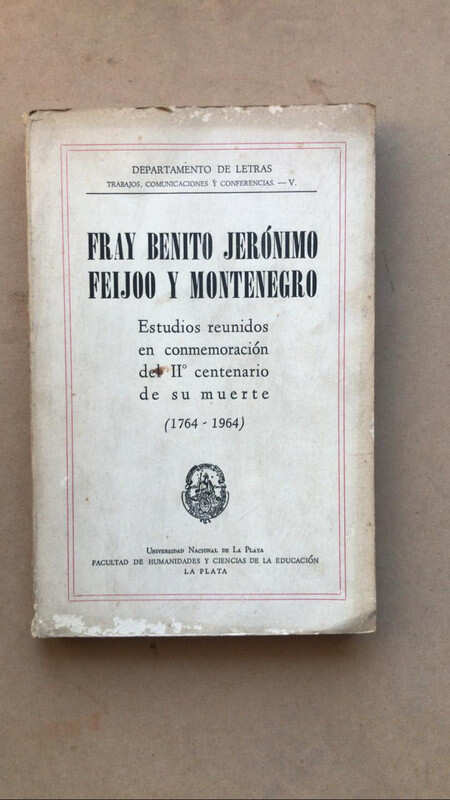 DEPARTAMENTO DE LETRAS
TRABAJOS, COMUNICACIONES Y CONFERENCIAS. — V.
FRAY BENITO JERÓNIMO
FEIJOO Y MONTENEGRO
Estudios reunidos
en conmemoración
del IIº centenario
de su muerte
(1764 - 1964)
UNIVERSIDAD NACIONAL DE LA PLATA
FACULTAD DE HUMANIDADES Y CIENCIAS DE LA EDUCACIÓN
LA PLATA